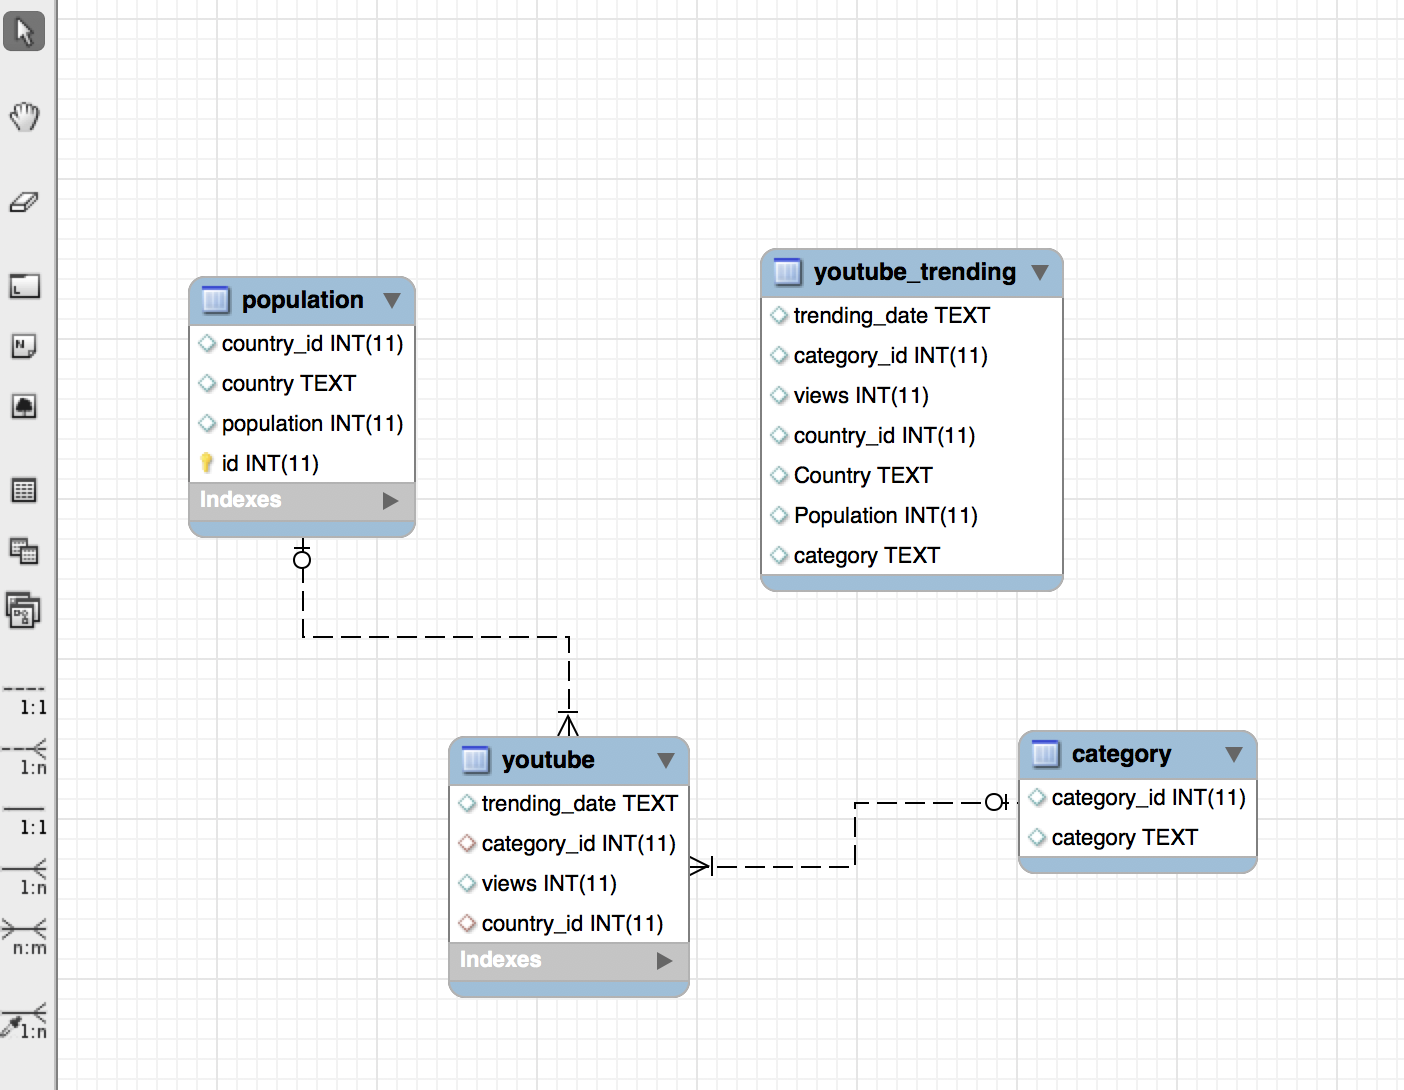 population
country_id INT(11)
country TEXT
population INT(11)
id INT(11)
Indexes
youtube_trending
trending_date TEXT
category_id INT(11)
views INT(11)
country_id INT(11)
Country TEXT
Population INT(11)
category TEXT
youtube
trending_date TEXT
category_id INT(11)
views INT(11)
country_id INT(11)
Indexes
category
category_id INT(11)
category TEXT
L
N
1:1
1:n
1:1
1:n
n:m
1:n